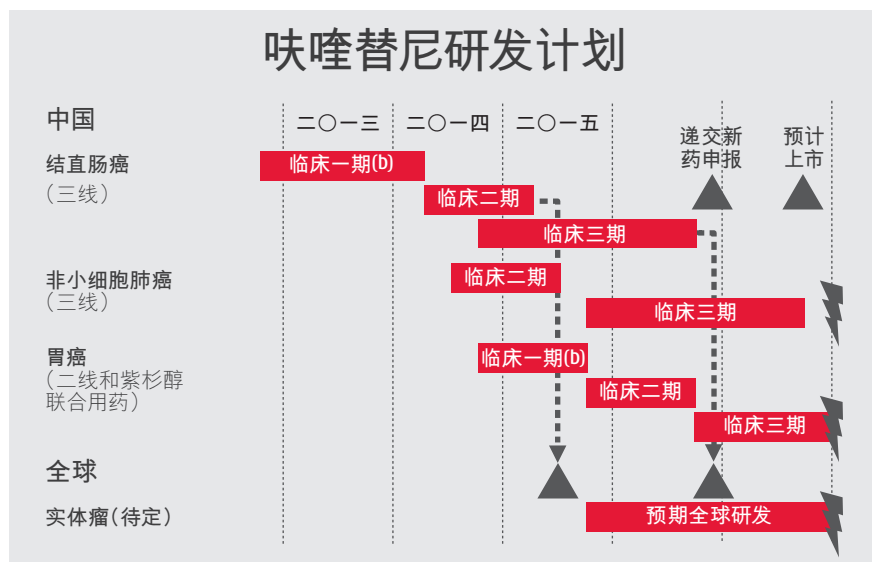 呋喹替尼研发计划
中国
二〇一三
二〇一四
二〇一五
递交新
药申报
预计
上市
结直肠癌
（三线）
临床一期(b)
临床二期
临床三期
非小细胞肺癌
（三线）
临床二期
临床三期
胃癌
（二线和紫杉醇
联合用药）
临床一期(b)
临床二期
临床三期
全球
实体瘤（待定）
预期全球研发